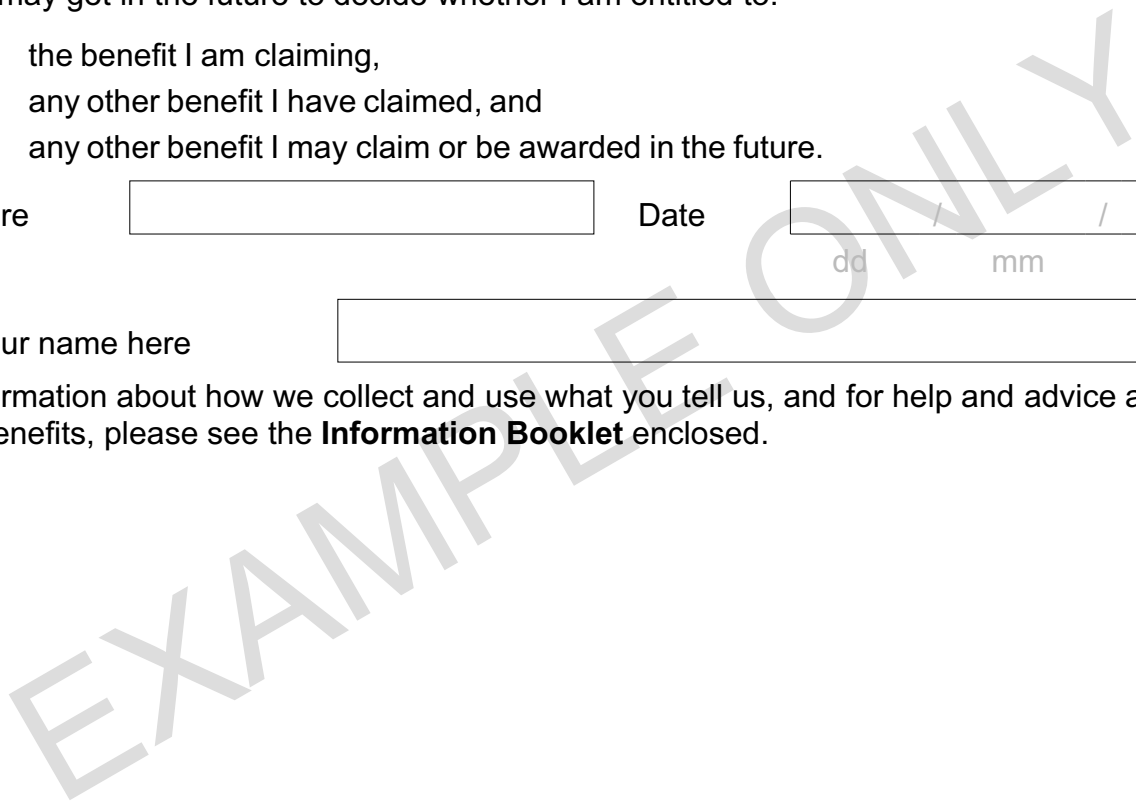 may get in the future to decide whether I am entitled to:
the benefit I am claiming,
any other benefit I have claimed, and
any other benefit I may claim or be awarded in the future.
re Date / /
dd mm
ur name here
rmation about how we collect and use what you tell us, and for help and advice a
enefits, please see the Information Booklet enclosed.
EXAMPLE ONLY